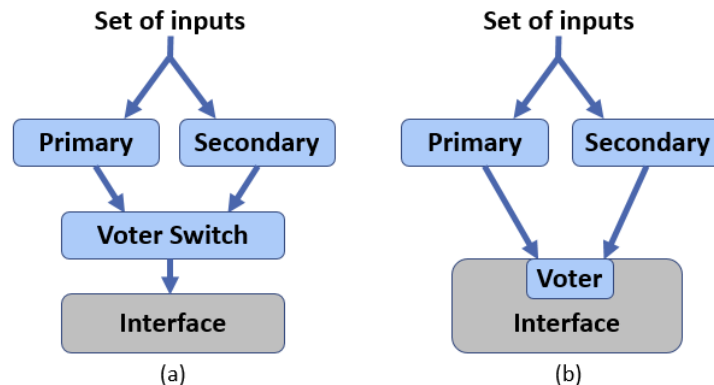 Set of inputs
Primary
Secondary
Voter Switch
Interface
(a)
Set of inputs
Primary
Secondary
Voter
Interface
(b)